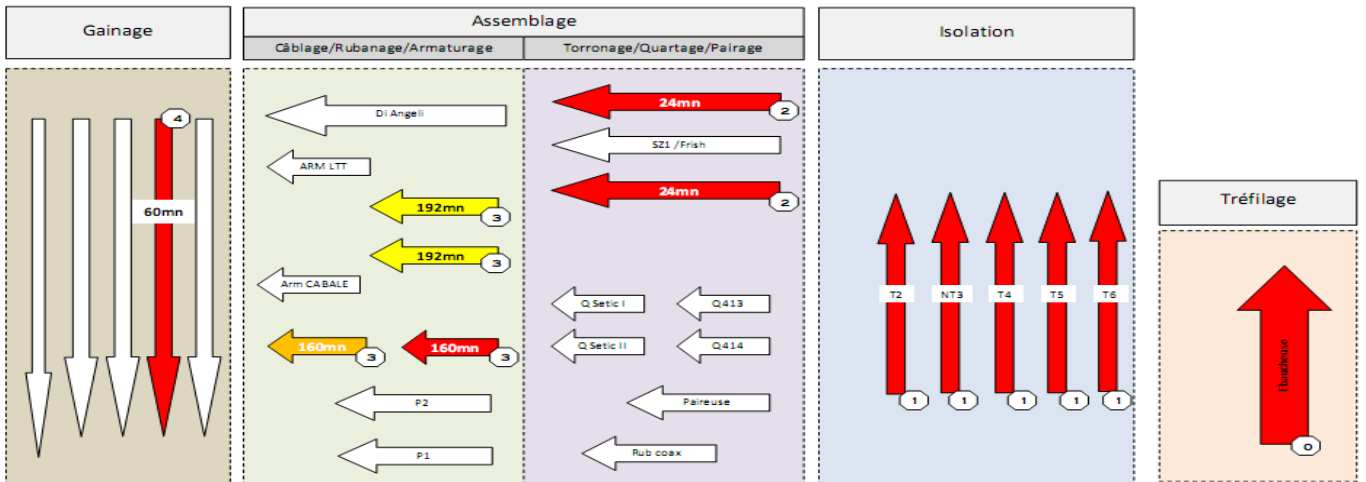 Gainage
Assemblage
Câblage/Rubanage/Armaturage
Torronage/Quartage/Pairage
Isolation
Tréfilage
4
60mn
Di Angeli
ARM LTT
192mn
3
192mn
3
Arm CABALE
160mn
3
160mn
3
P2
P1
24mn
2
SZ1 /Frish
24mn
2
Q Setic I
Q413
Q Setic II
Q414
Paireuse
Rub coax
T2
NT3
T4
T5
T6
1
1
1
1
1
Ebaucheuse
0